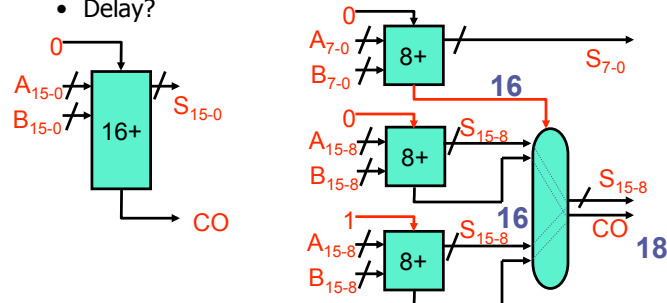 • Delay?
0
A15-0
B15-0
16+
S15-0
CO
0
A7-0
B7-0
8+
S7-0
16
0
A15-8
B15-8
8+
S15-8
S15-8
CO
18
16
1
A15-8
B15-8
8+
S15-8